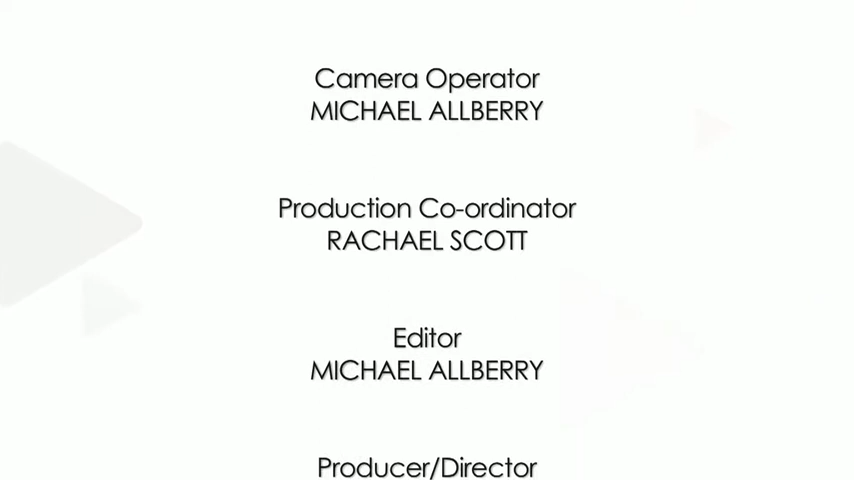 Camera Operator
MICHAEL ALLBERRY
Production Co-ordinator
RACHAEL SCOTT
Editor
MICHAEL ALLBERRY
Producer/Director